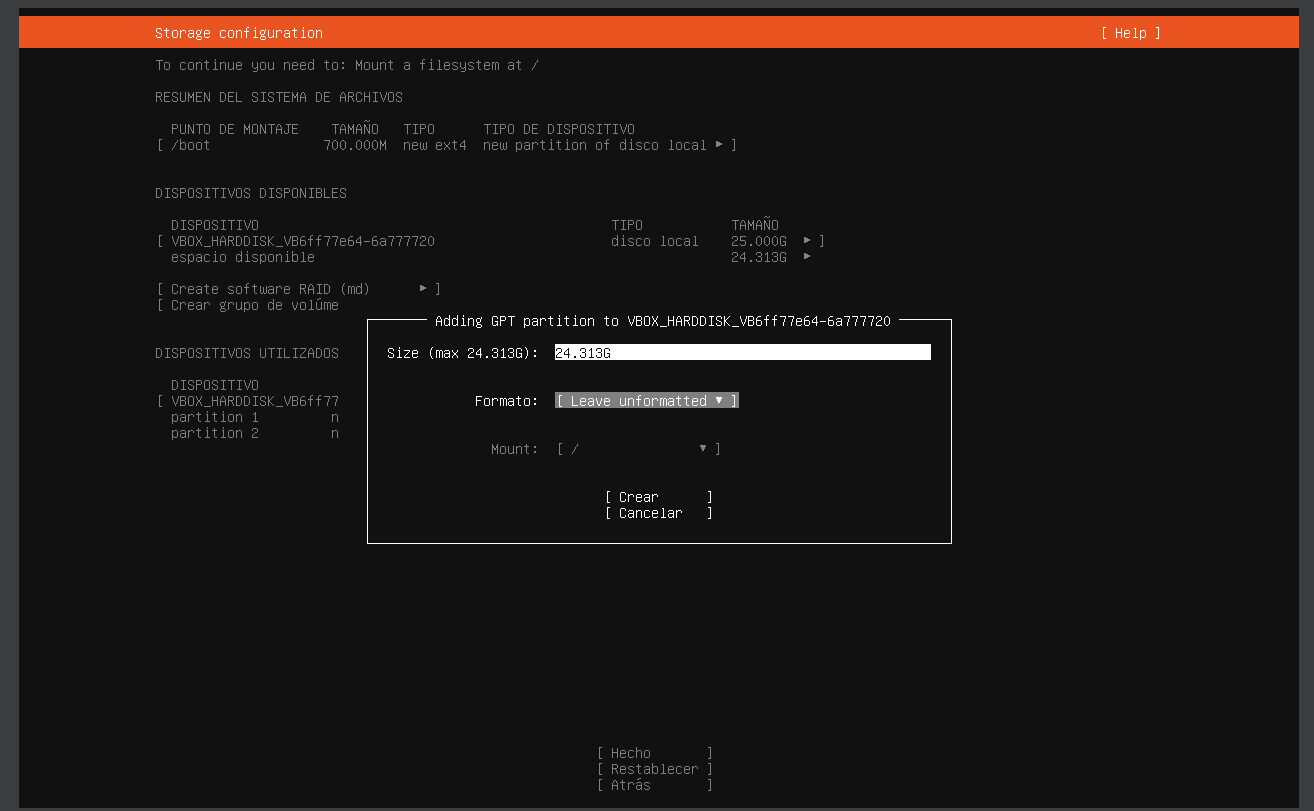 Storage configuration [ Help ]
To continue you need to: Mount a filesystem at /
RESUMEN DEL SISTEMA DE ARCHIVOS
PUNTO DE MONTAJE TAMAÑO TIPO TIPO DE DISPOSITIVO
[ /boot 700.000M new ext4 new partition of disco local ▸ ]
DISPOSITIVOS DISPONIBLES
DISPOSITIVO TIPO TAMAÑO
[ VBOX_HARDDISK_VB6ff77e64-6a777720 disco local 25.000G ▸ ]
espacio disponible 24.313G ▸
[ Create software RAID (md) ▸ ]
[ Crear grupo de volúme
Adding GPT partition to VBOX_HARDDISK_VB6ff77e64-6a777720
Size (max 24.313G): 24.313G
Formato: [ Leave unformatted ▾ ]
Mount: [ / ▾ ]
[ Crear ]
[ Cancelar ]
DISPOSITIVOS UTILIZADOS
DISPOSITIVO
[ VBOX_HARDDISK_VB6ff77
partition 1 n
partition 2 n
[ Hecho ]
[ Restablecer ]
[ Atrás ]